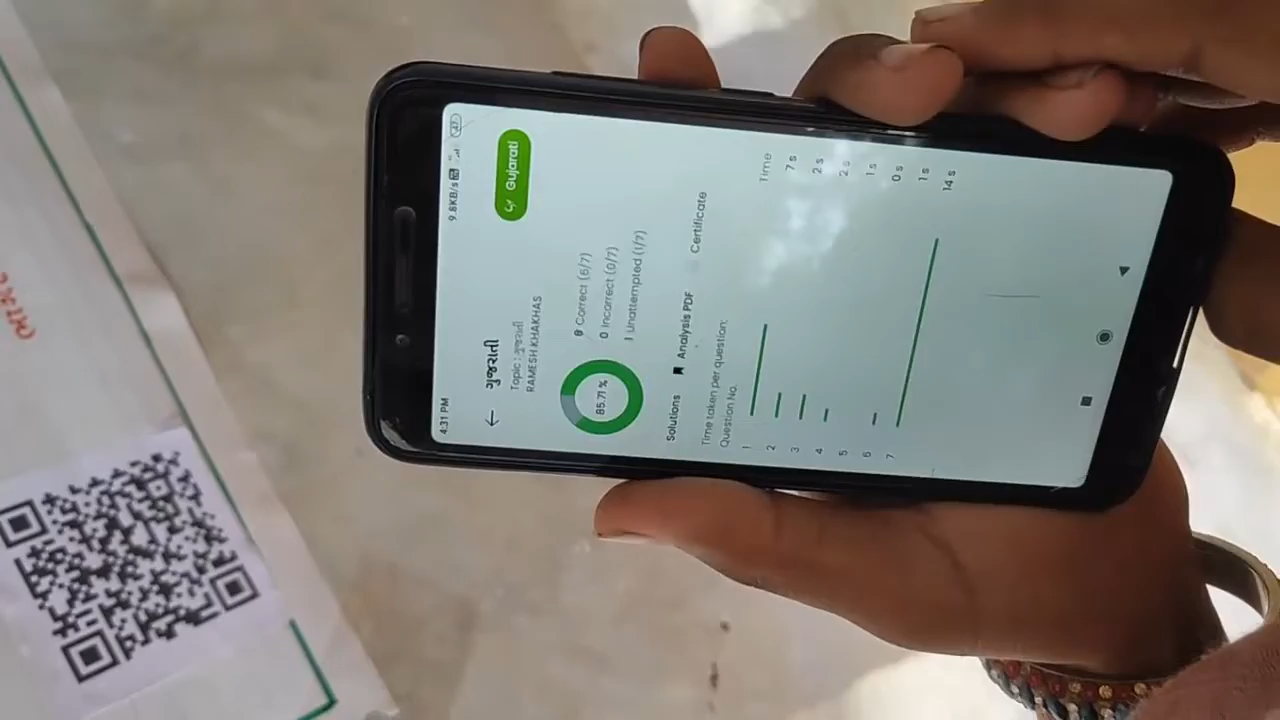 4:31 PM
9.8KB/s
47
← ગુજરાતી
Gujarati
Topic : ગુજરાતી
RAMESH KHAKHAS
85.71 %
Correct (6/7)
0 Incorrect (0/7)
1 Unattempted (1/7)
Solutions
Analysis PDF
Certificate
Time taken per question:
Question No.
Time
1 7 s
2 2 s
3 2 s
4 1 s
5 0 s
6 1 s
7 14 s